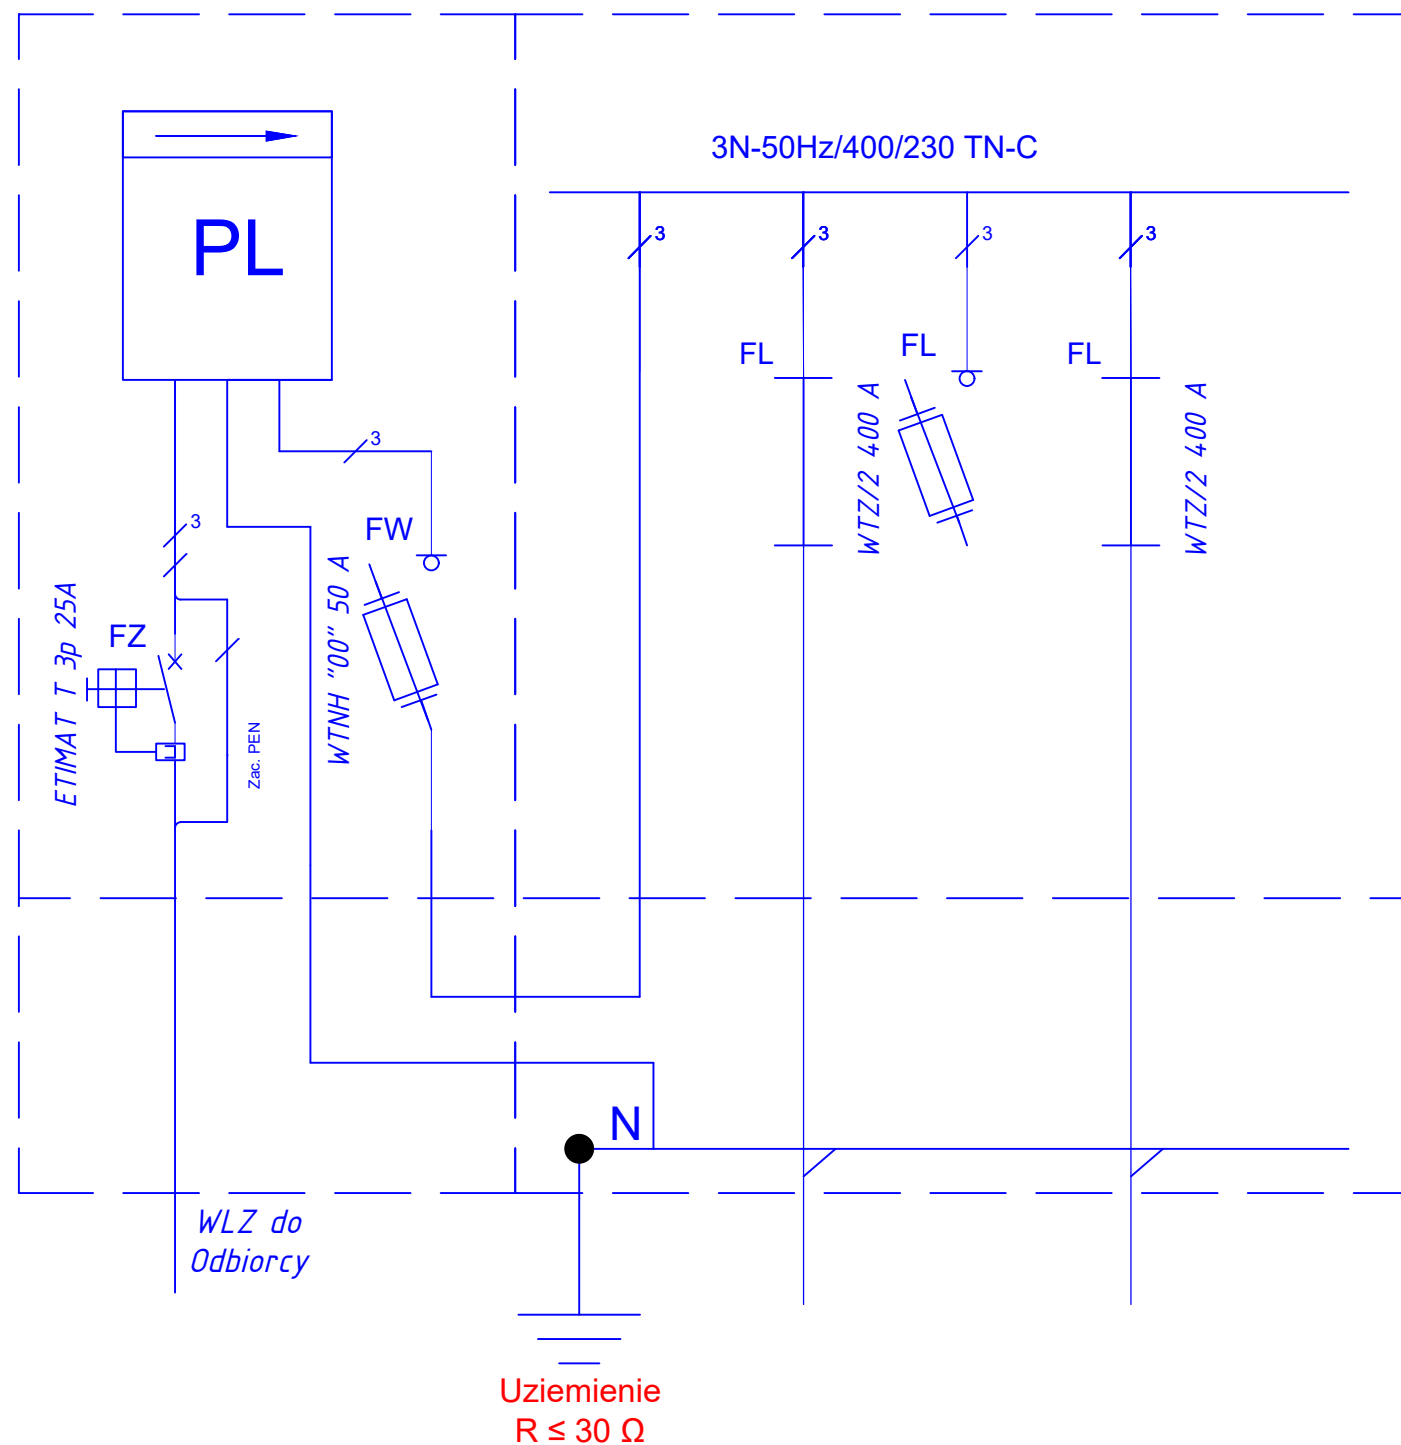 3N-50Hz/400/230 TN-C
PL
3
3
3
3
FL
FL
FL
WTZ/2 400 A
WTZ/2 400 A
3
3
FW
WTNH "00" 50 A
FZ
ETIMAT T 3p 25A
Zac. PEN
N
WLZ do
Odbiorcy
Uziemienie
R ≤ 30 Ω